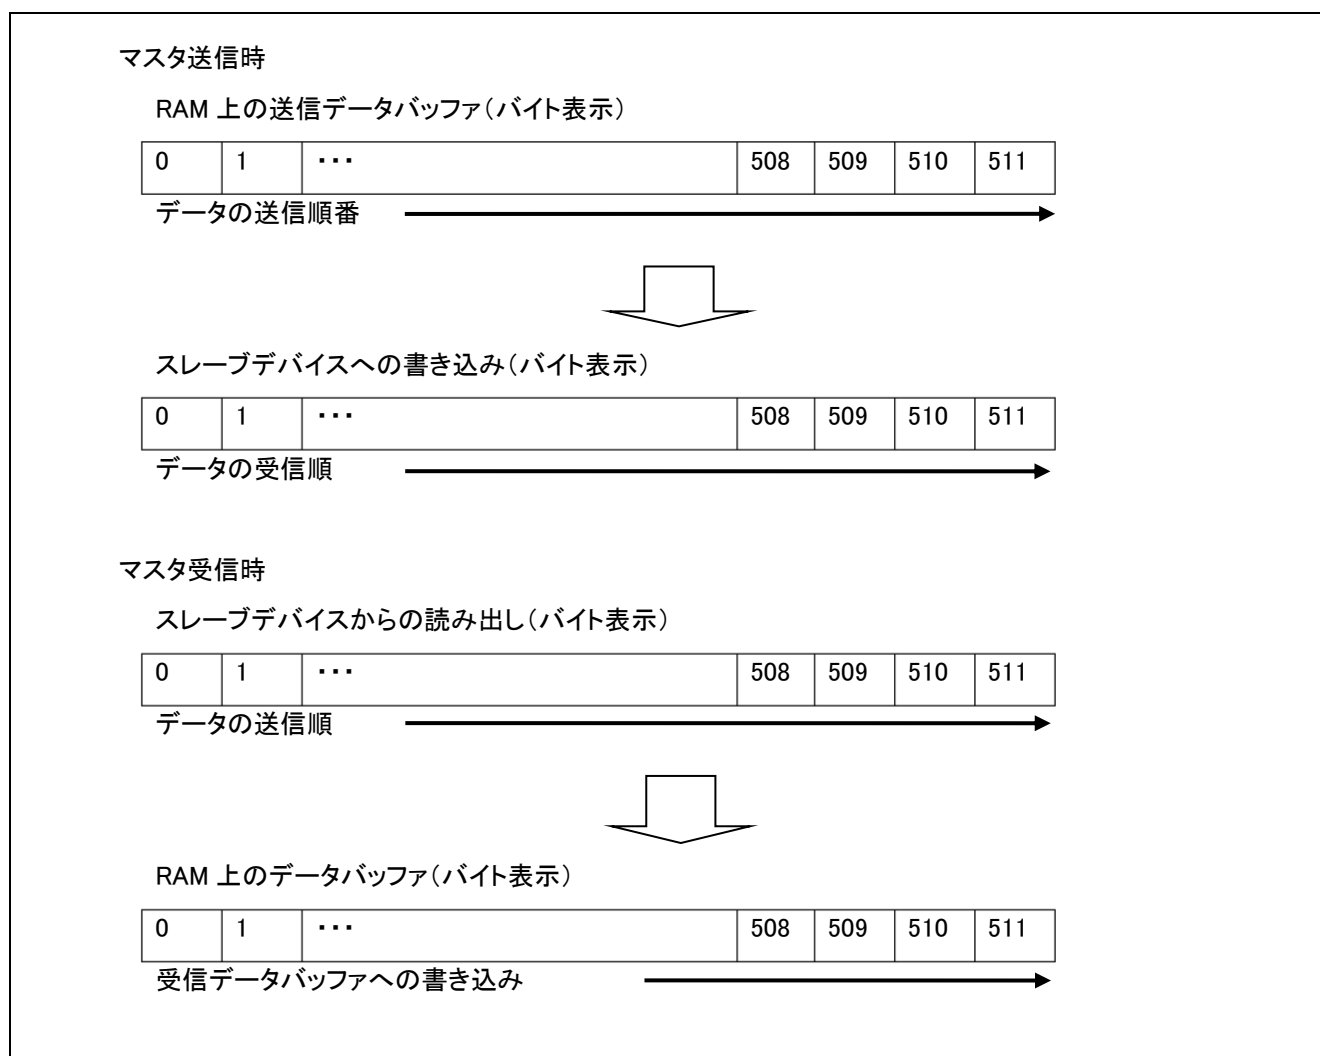 マスタ送信時
RAM 上の送信データバッファ（バイト表示）
0 1 ･･･ 508 509 510 511
データの送信順番
スレーブデバイスへの書き込み（バイト表示）
0 1 ･･･ 508 509 510 511
データの受信順
マスタ受信時
スレーブデバイスからの読み出し（バイト表示）
0 1 ･･･ 508 509 510 511
データの送信順
RAM 上のデータバッファ（バイト表示）
0 1 ･･･ 508 509 510 511
受信データバッファへの書き込み